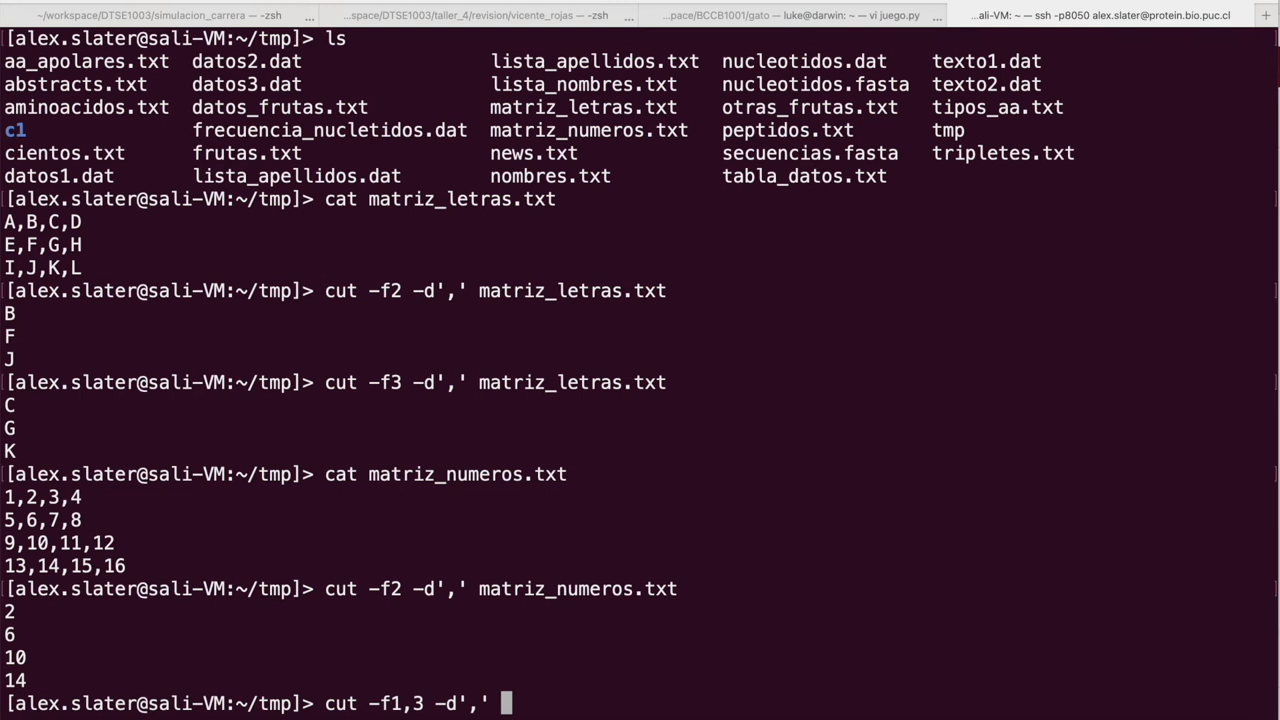 ~/workspace/DTSE1003/simulacion_carrera — -zsh ...space/DTSE1003/taller_4/revision/vicente_rojas — -zsh ... ...pace/BCCB1001/gato — luke@darwin: ~ — vi juego.py ... ...ali-VM: ~ — ssh -p8050 alex.slater@protein.bio.puc.cl +
[alex.slater@sali-VM:~/tmp]> ls
aa_apolares.txt datos2.dat lista_apellidos.txt nucleotidos.dat texto1.dat
abstracts.txt datos3.dat lista_nombres.txt nucleotidos.fasta texto2.dat
aminoacidos.txt datos_frutas.txt matriz_letras.txt otras_frutas.txt tipos_aa.txt
c1 frecuencia_nucletidos.dat matriz_numeros.txt peptidos.txt tmp
cientos.txt frutas.txt news.txt secuencias.fasta tripletes.txt
datos1.dat lista_apellidos.dat nombres.txt tabla_datos.txt
[alex.slater@sali-VM:~/tmp]> cat matriz_letras.txt
A,B,C,D
E,F,G,H
I,J,K,L
[alex.slater@sali-VM:~/tmp]> cut -f2 -d',' matriz_letras.txt
B
F
J
[alex.slater@sali-VM:~/tmp]> cut -f3 -d',' matriz_letras.txt
C
G
K
[alex.slater@sali-VM:~/tmp]> cat matriz_numeros.txt
1,2,3,4
5,6,7,8
9,10,11,12
13,14,15,16
[alex.slater@sali-VM:~/tmp]> cut -f2 -d',' matriz_numeros.txt
2
6
10
14
[alex.slater@sali-VM:~/tmp]> cut -f1,3 -d','